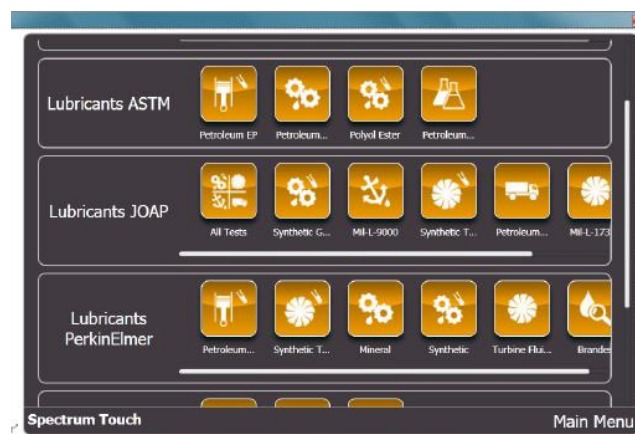 Lubricants ASTM
Petroleum EP Petroleum... Polyol Ester Petroleum...
Lubricants JOAP
All Tests Synthetic G... Mil-L-9000 Synthetic T... Petroleum... Mil-L-173
Lubricants
PerkinElmer
Petroleum... Synthetic T... Mineral Synthetic Turbine Flui... Brandes
Spectrum Touch Main Menu